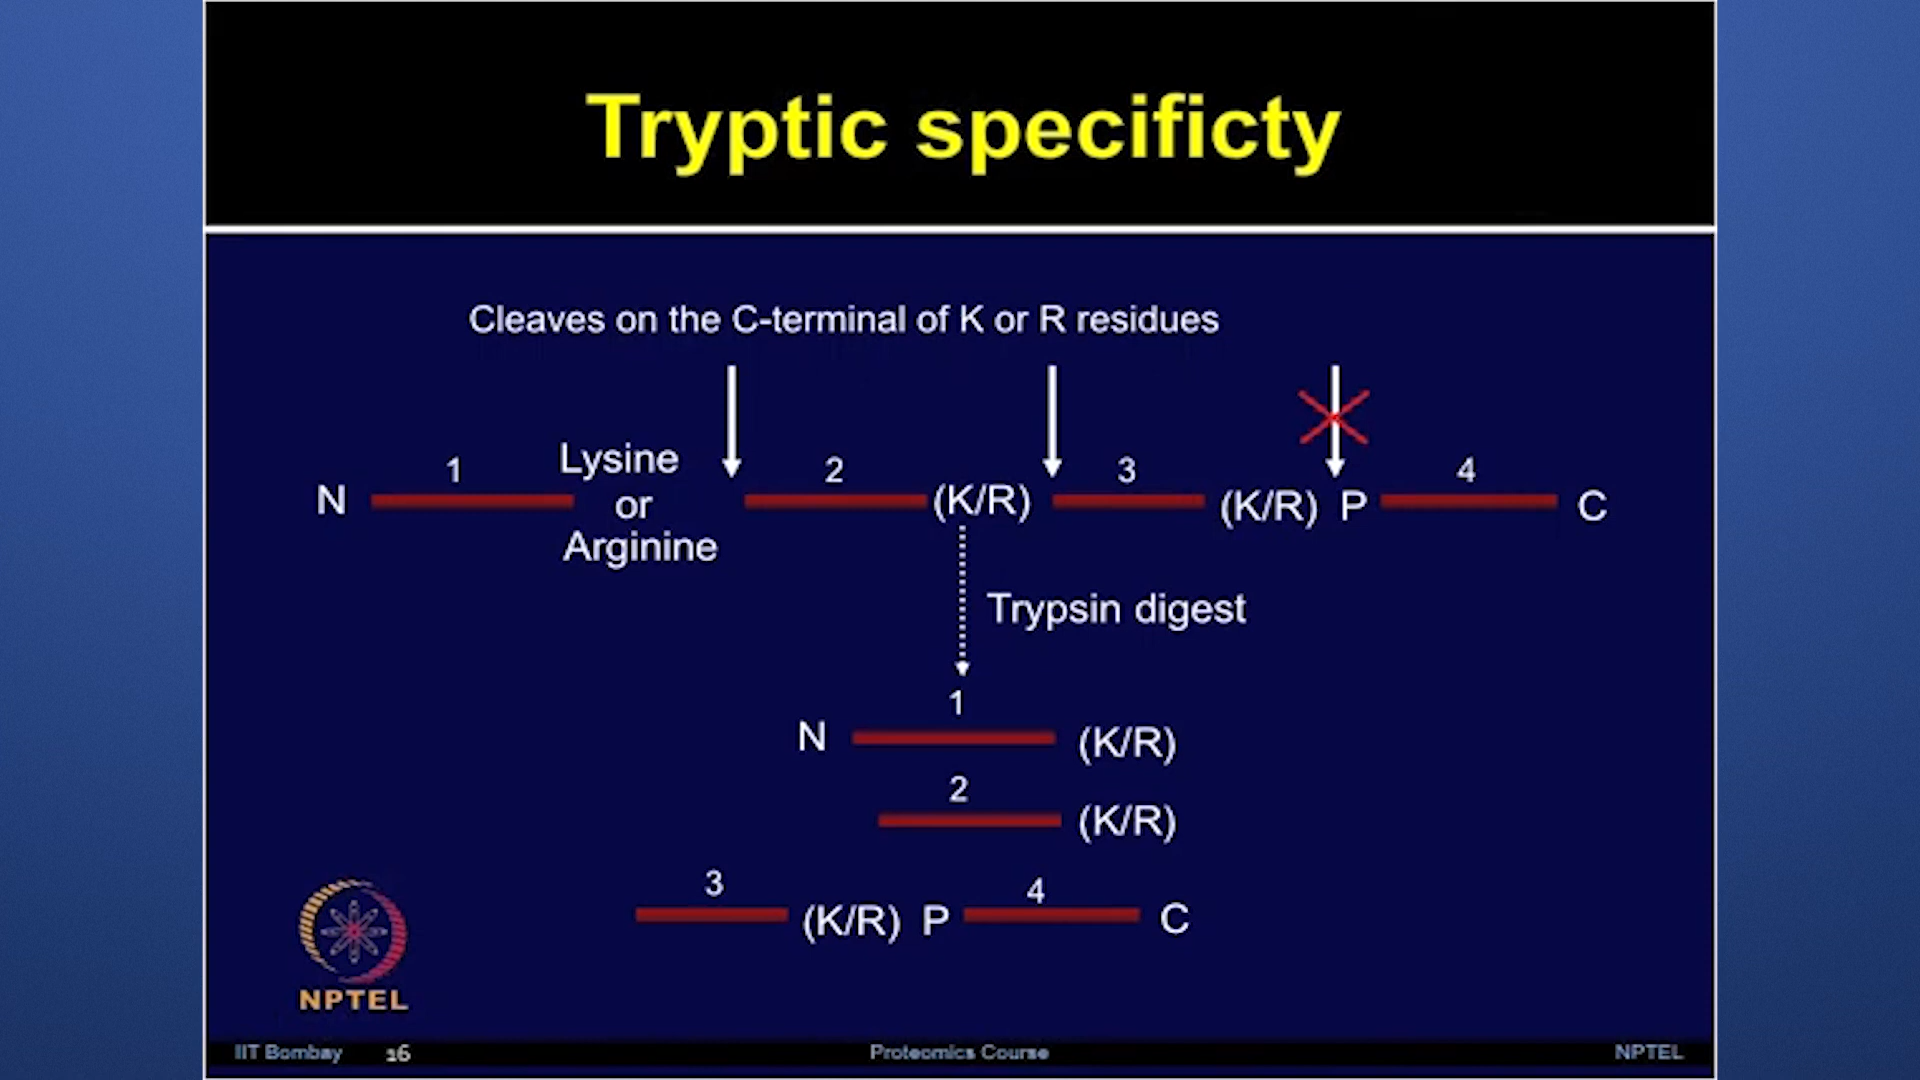 Tryptic specificty
Cleaves on the C-terminal of K or R residues
1 Lysine 2 3 4
N or (K/R) (K/R) P C
Arginine
Trypsin digest
1
N (K/R)
2
(K/R)
3 4
(K/R) P C
NPTEL
IIT Bombay 16 Proteomics Course NPTEL